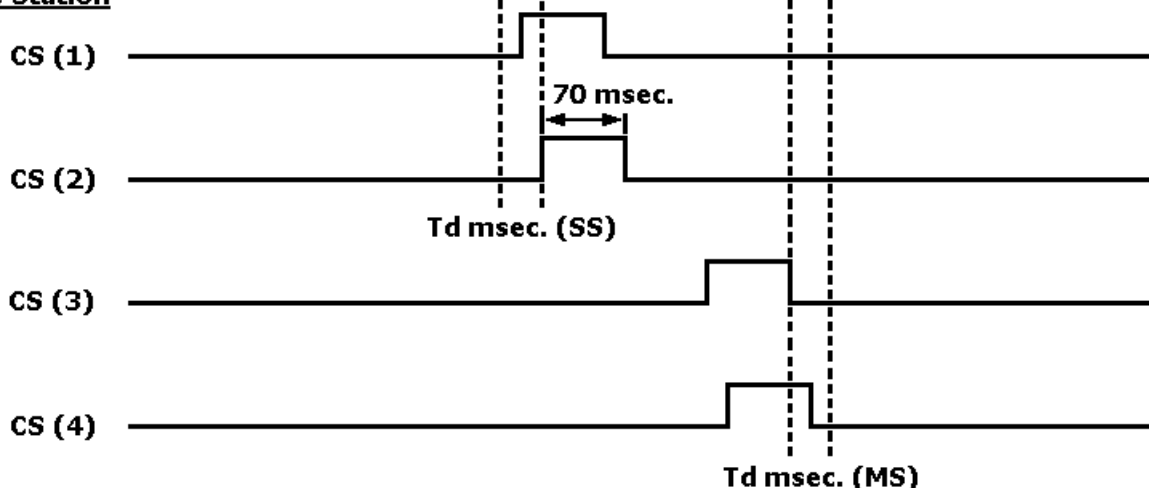 Station
CS (1)
70 msec.
CS (2)
Td msec. (SS)
CS (3)
CS (4)
Td msec. (MS)